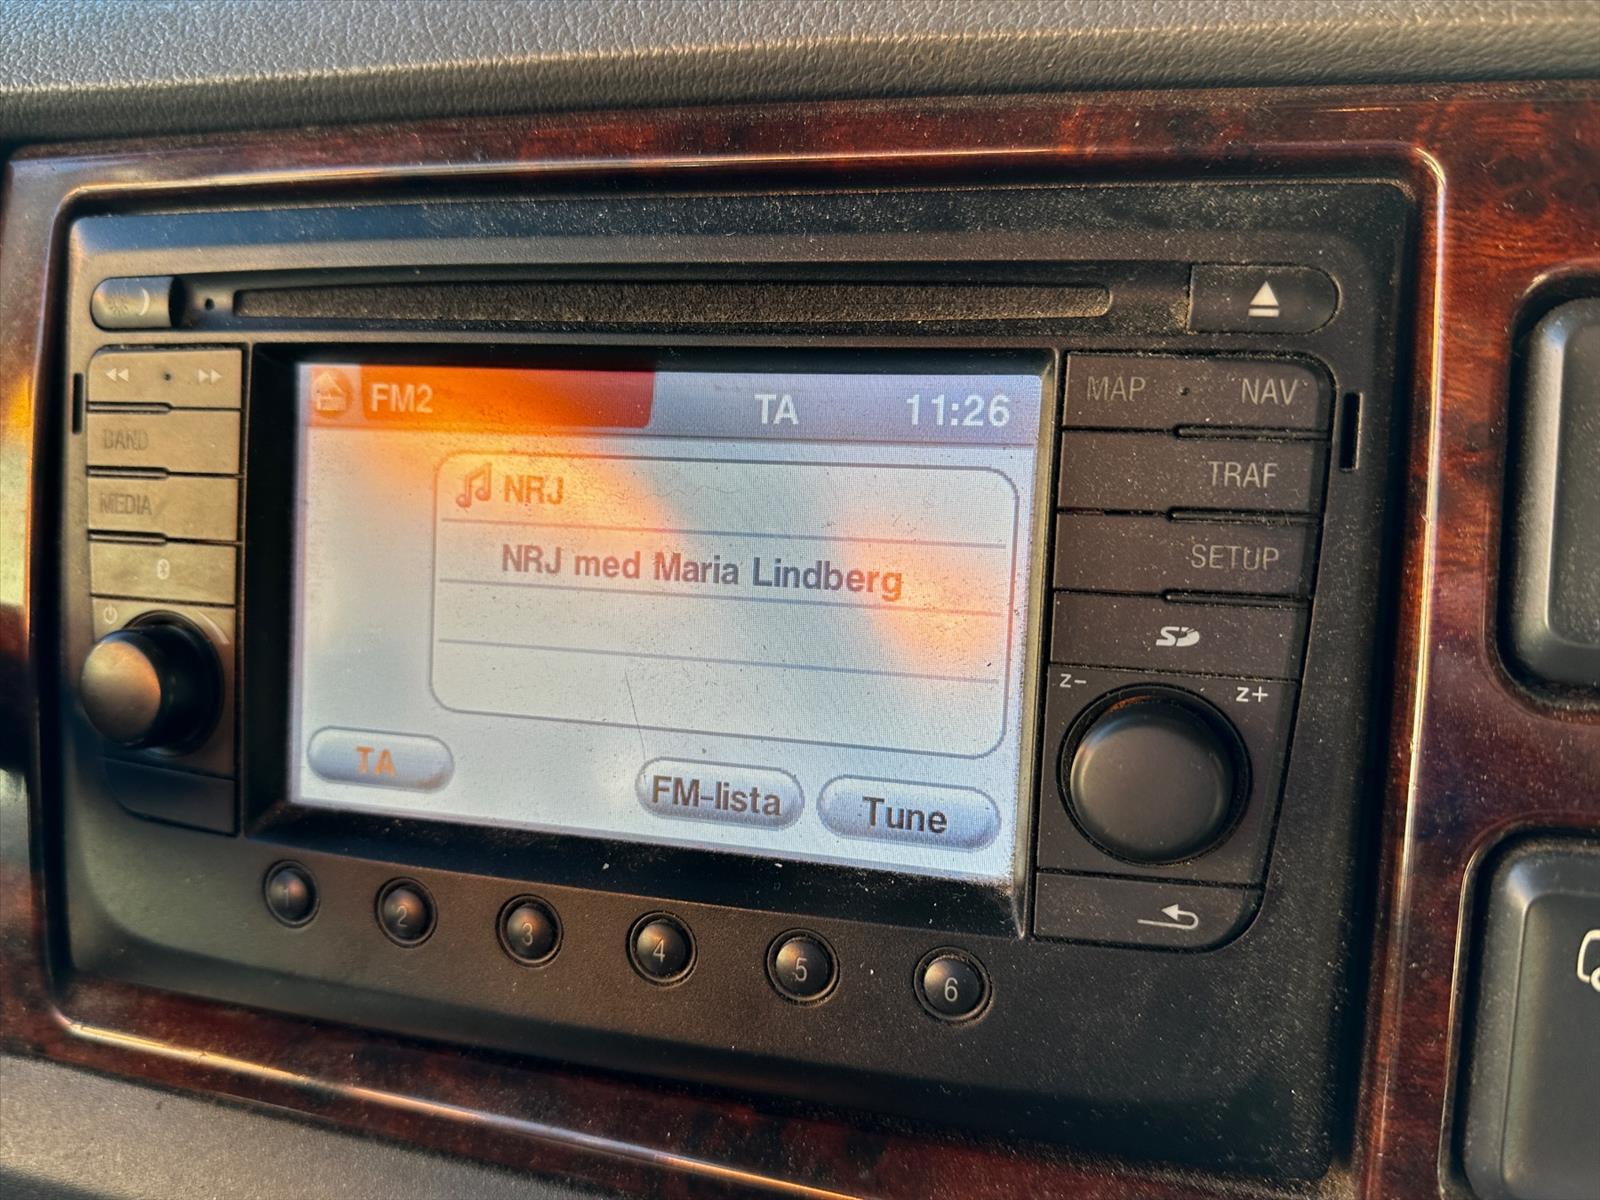 FM2 TA 11:26
NRJ
NRJ med Maria Lindberg
TA FM-lista Tune
BAND
MEDIA
MAP NAV
TRAF
SETUP
SD
z- z+
1 2 3 4 5 6